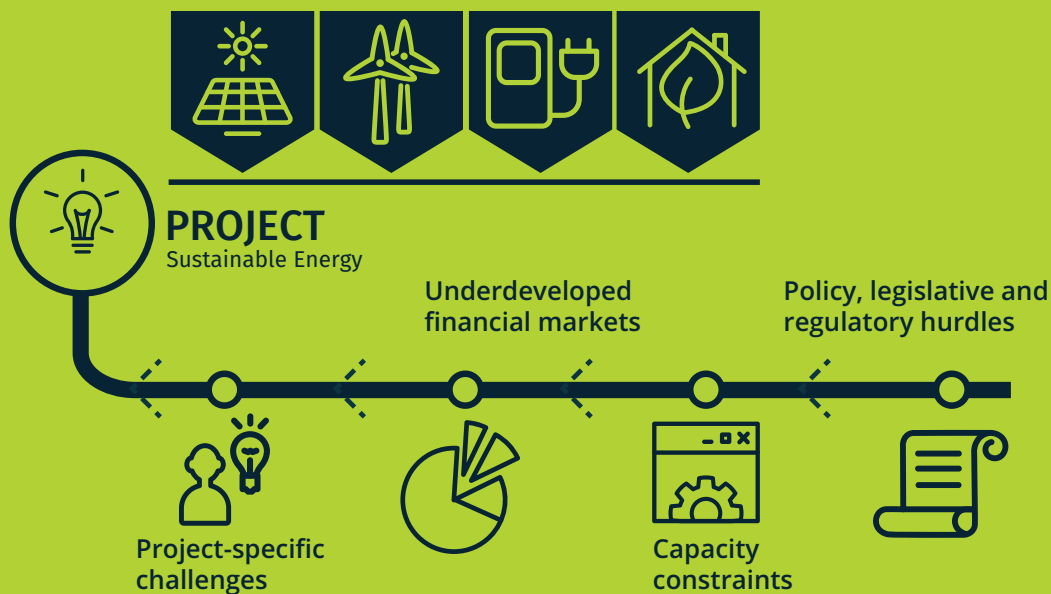 PROJECT
Sustainable Energy
Underdeveloped
financial markets
Policy, legislative and
regulatory hurdles
Project-specific
challenges
Capacity
constraints